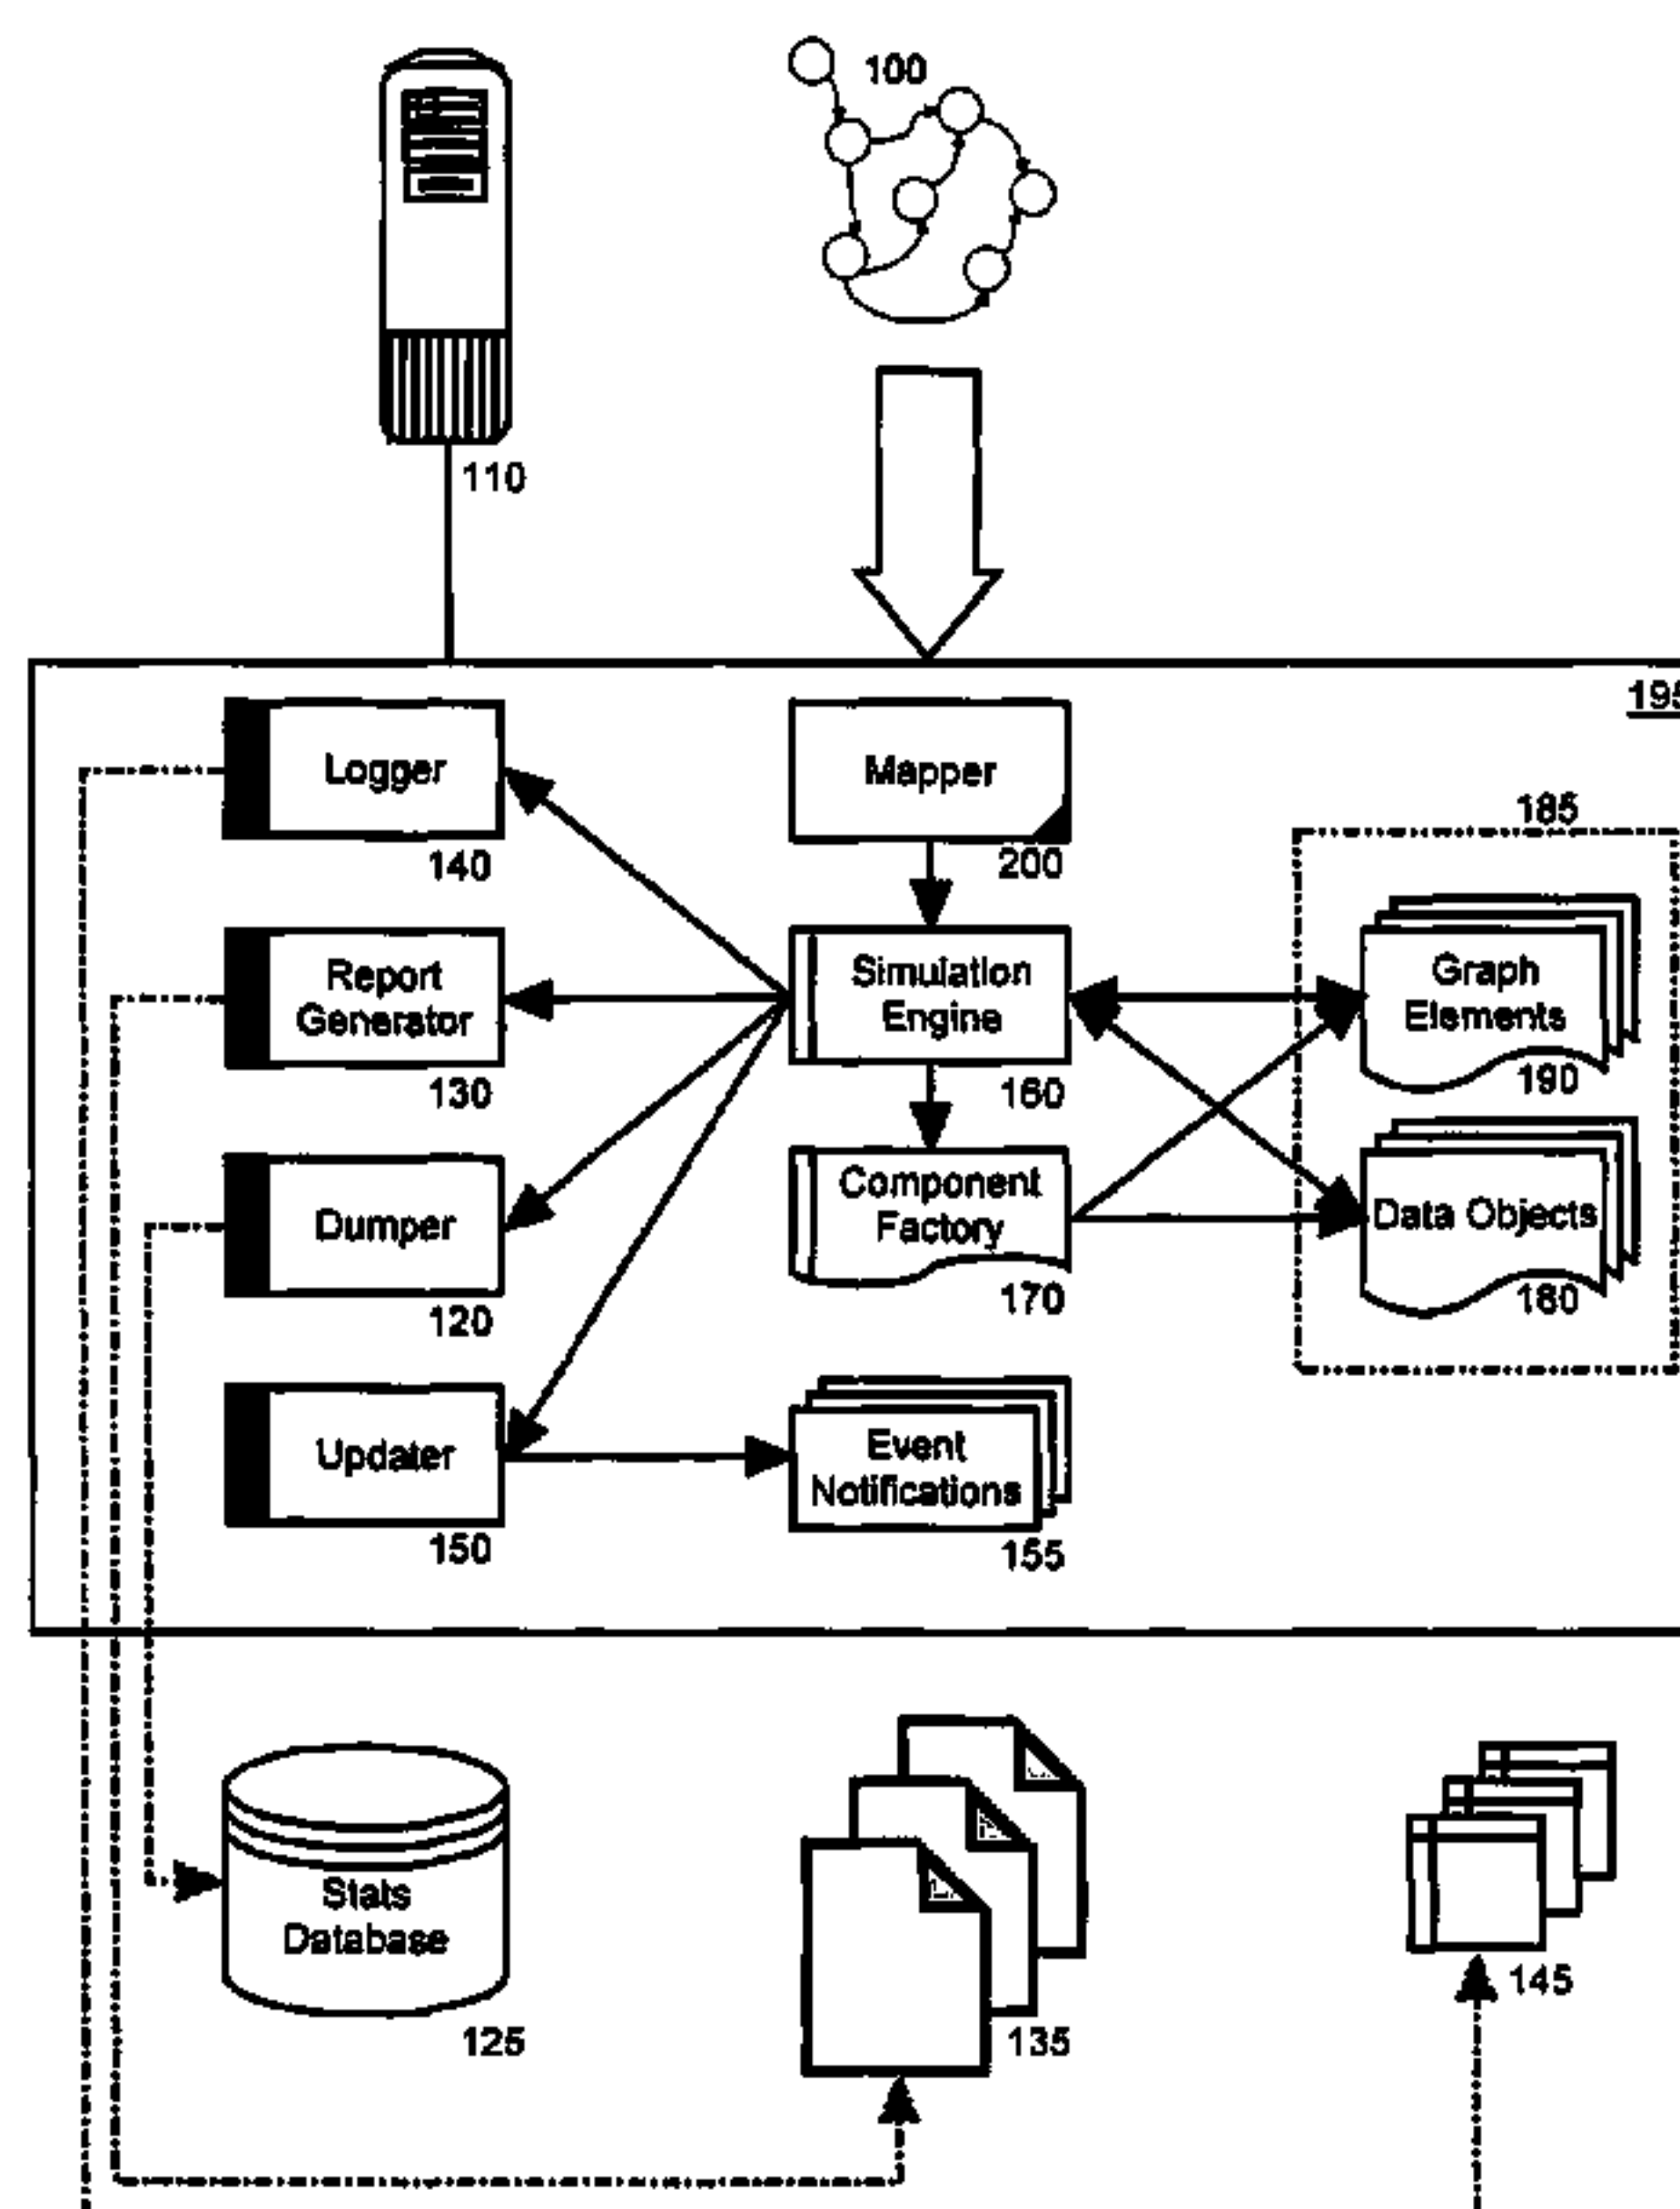 100
110
195
Logger
140
Mapper
200
185
Report
Generator
130
Simulation
Engine
160
Graph
Elements
190
Dumper
120
Component
Factory
170
Data Objects
180
Updater
150
Event
Notifications
155
Stats
Database
125
135
145